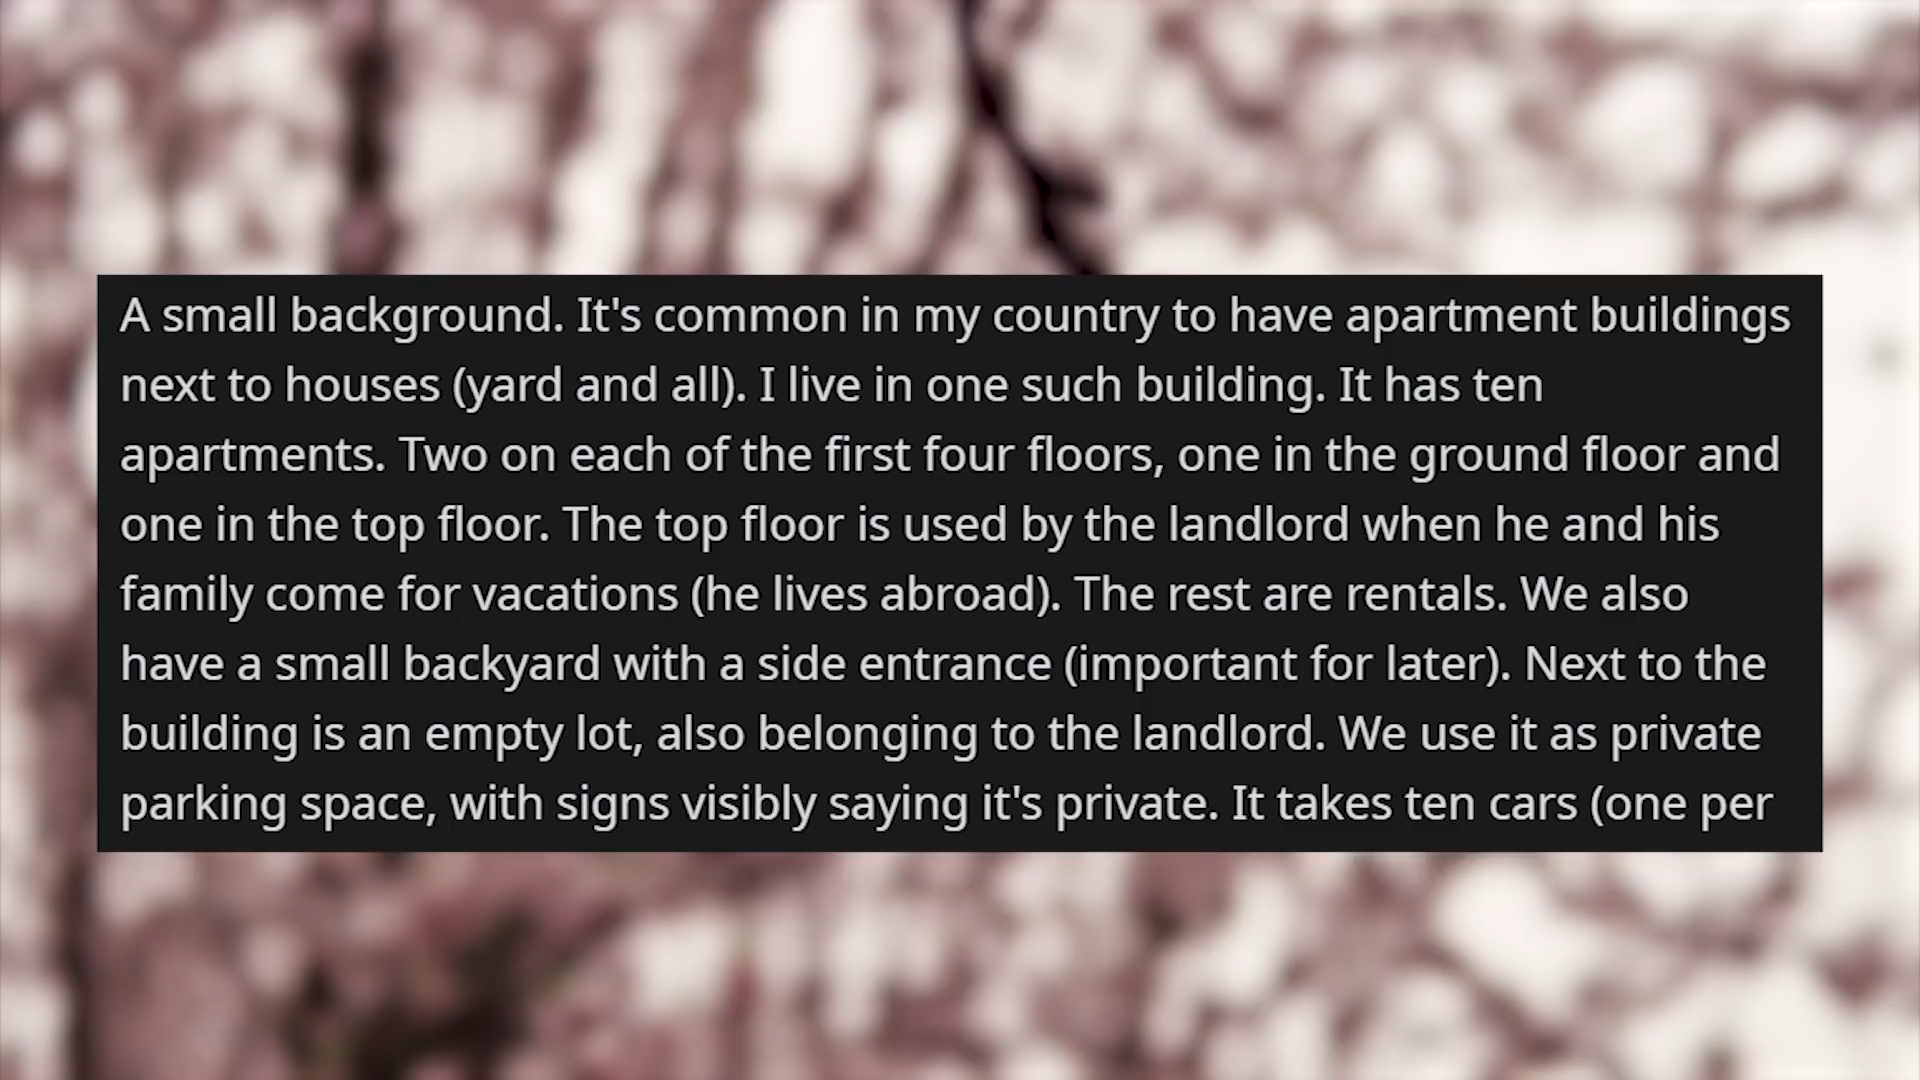 A small background. It's common in my country to have apartment buildings
next to houses (yard and all). I live in one such building. It has ten
apartments. Two on each of the first four floors, one in the ground floor and
one in the top floor. The top floor is used by the landlord when he and his
family come for vacations (he lives abroad). The rest are rentals. We also
have a small backyard with a side entrance (important for later). Next to the
building is an empty lot, also belonging to the landlord. We use it as private
parking space, with signs visibly saying it's private. It takes ten cars (one per